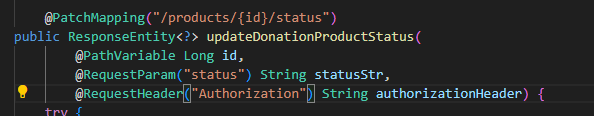 @PatchMapping("/products/{id}/status")
public ResponseEntity<?> updateDonationProductStatus(
@PathVariable Long id,
@RequestParam("status") String statusStr,
@RequestHeader("Authorization") String authorizationHeader) {
try {